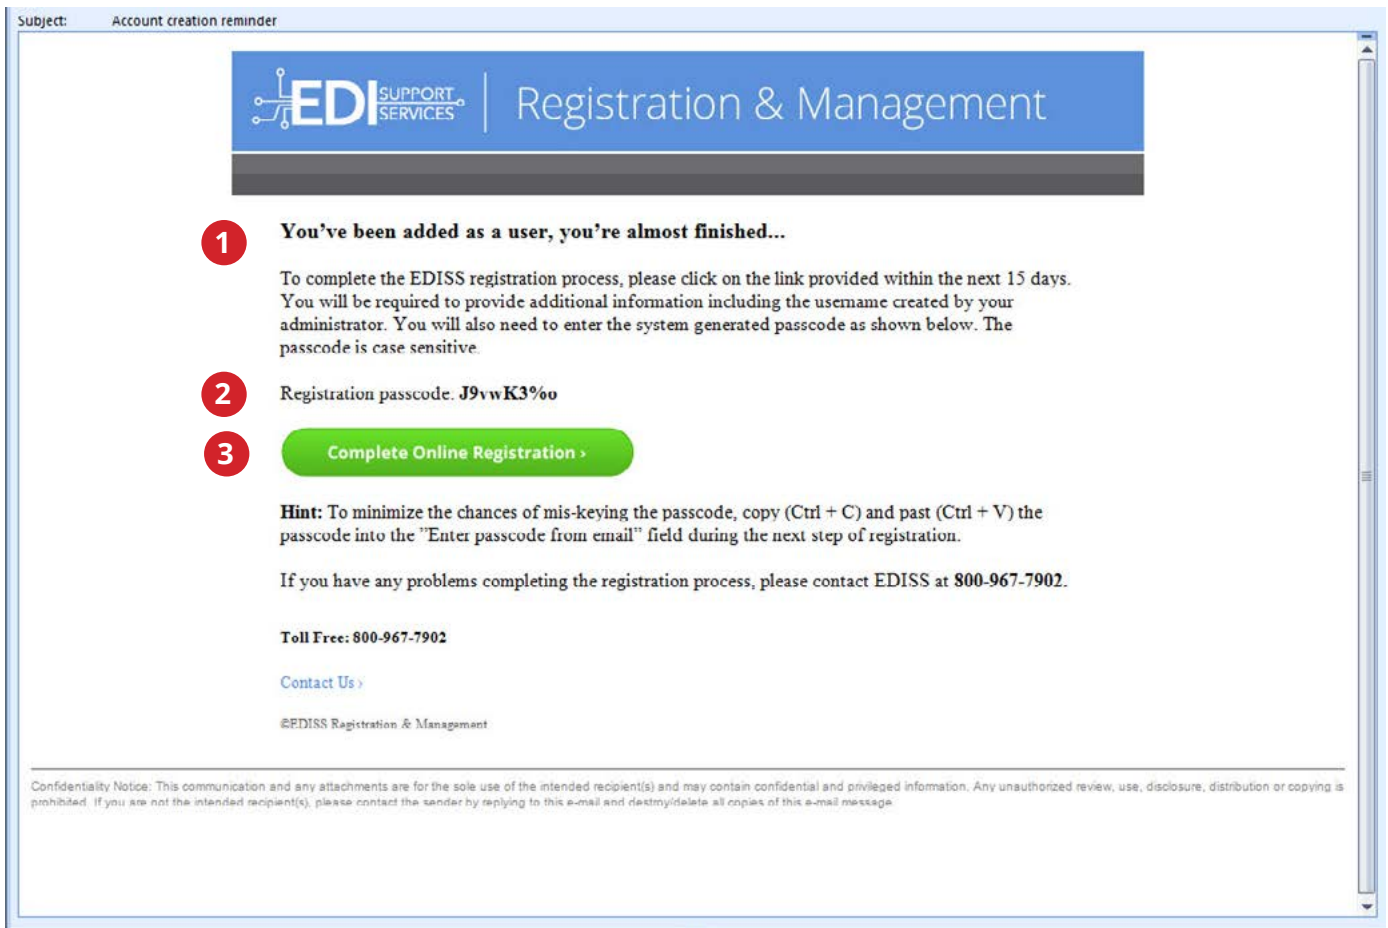 Subject: Account creation reminder
EDI SUPPORT SERVICES | Registration & Management
1
You’ve been added as a user, you’re almost finished...
To complete the EDISS registration process, please click on the link provided within the next 15 days.
You will be required to provide additional information including the username created by your
administrator. You will also need to enter the system generated passcode as shown below. The
passcode is case sensitive.
2
Registration passcode. J9vwK3%o
3
Complete Online Registration ›
Hint: To minimize the chances of mis-keying the passcode, copy (Ctrl + C) and past (Ctrl + V) the
passcode into the ”Enter passcode from email” field during the next step of registration.
If you have any problems completing the registration process, please contact EDISS at 800-967-7902.
Toll Free: 800-967-7902
Contact Us ›
©EDISS Registration & Management
Confidentiality Notice: This communication and any attachments are for the sole use of the intended recipient(s) and may contain confidential and privileged information. Any unauthorized review, use, disclosure, distribution or copying is
prohibited. If you are not the intended recipient(s), please contact the sender by replying to this e-mail and destroy/delete all copies of this e-mail message.